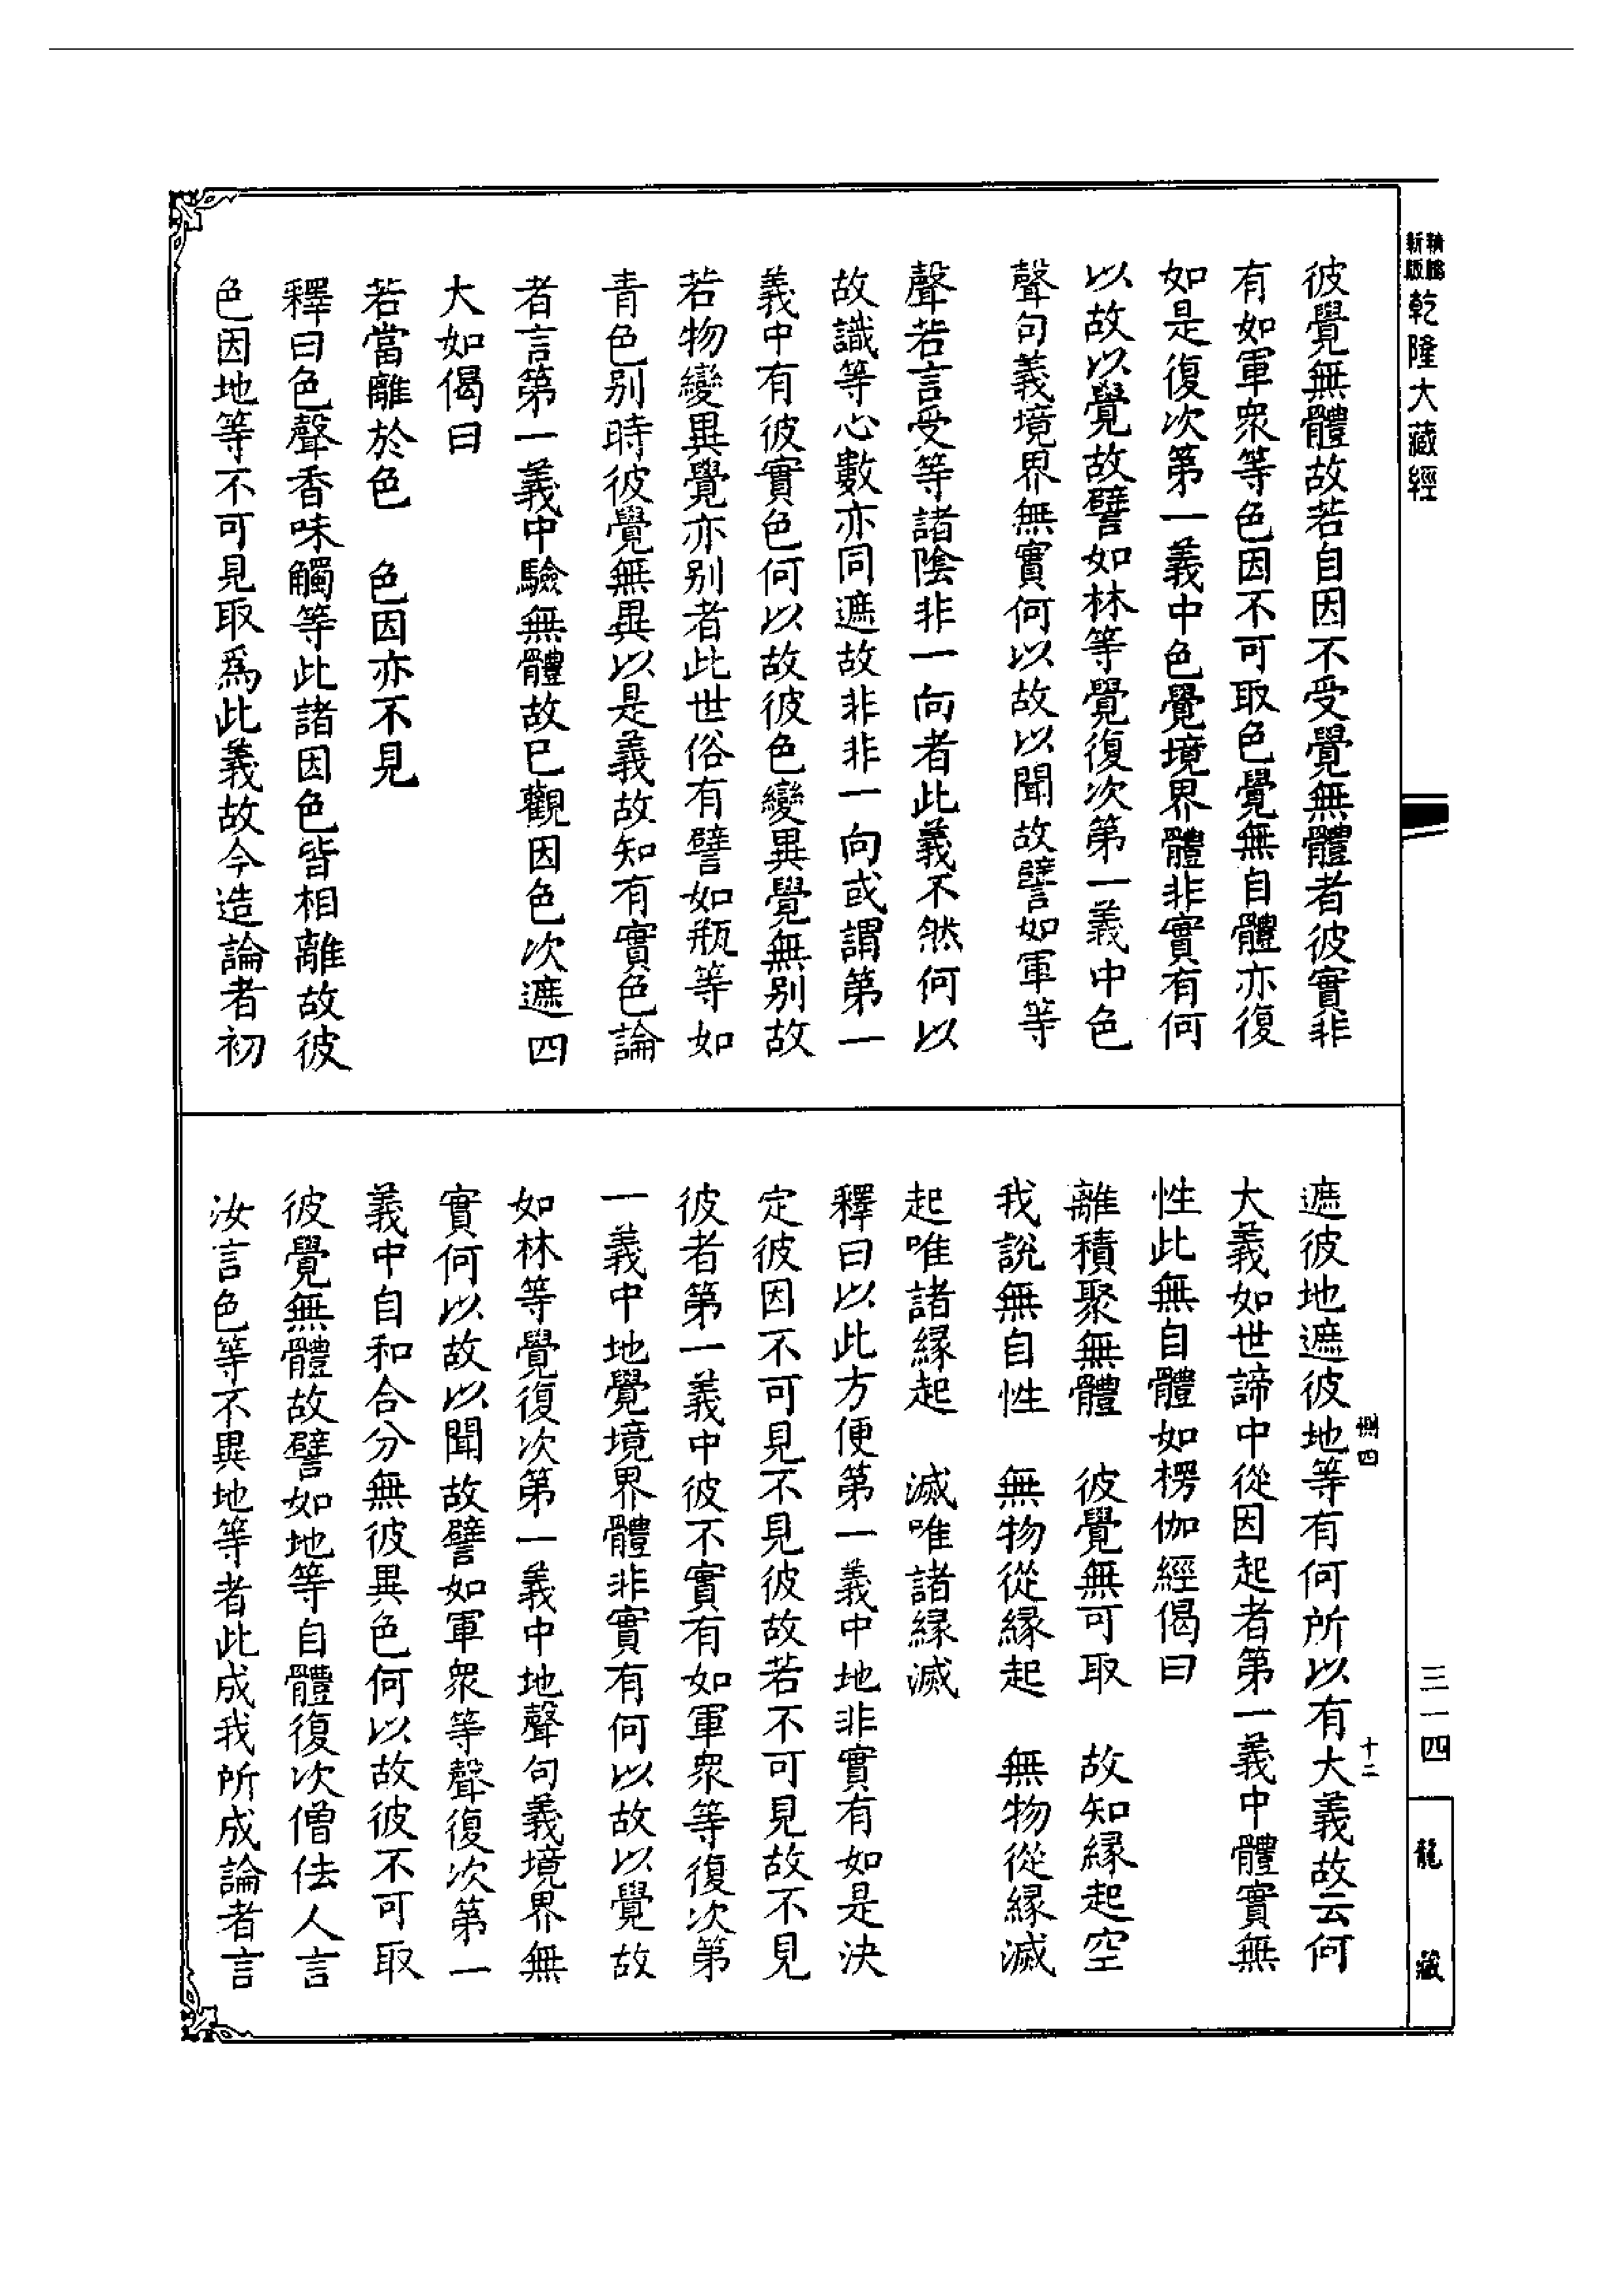 乾隆大藏經
彼覺無體故若自因不受覺無體者彼實非
有如軍衆等色因不可取色覺無自體亦復
如是復次第一義中色覺境界體非實有何
以故以覺故譬如林等覺復次第一義中色
聲句義境界無實何以故以聞故譬如軍等
聲若言受等諸陰非一向者此義不然何以
故識等心數亦同遮故非非一向或謂第一
義中有彼實色何以故彼色變異覺無别故
若物變異覺亦别者此世俗有譬如瓶等如
青色别時彼覺無異以是義故知有實色論
者言第一義中驗無體故已觀因色次遮四
大如偈曰
若當離於色　色因亦不見
釋曰色聲香味觸等此諸因色皆相離故彼
色因地等不可見取爲此義故今造論者初
遮彼地遮彼地等有何所以有大義故云何
大義如世諦中從因起者第一義中體實無
性此無自體如楞伽經偈曰
離積聚無體　彼覺無可取　故知緣起空
我說無自性　無物從緣起　無物從緣滅
起唯諸緣起　滅唯諸緣滅
釋曰以此方便第一義中地非實有如是決
定彼因不可見不見彼故若不可見故不見
彼者第一義中彼不實有如軍衆等復次第
一義中地覺境界體非實有何以故以覺故
如林等覺復次第一義中地聲句義境界無
實何以故以聞故譬如軍衆等聲復次第一
義中自和合分無彼異色何以故彼不可取
彼覺無體故譬如地等自體復次僧佉人言
汝言色等不異地等者此成我所成論者言
四
十二
三一四
龍藏